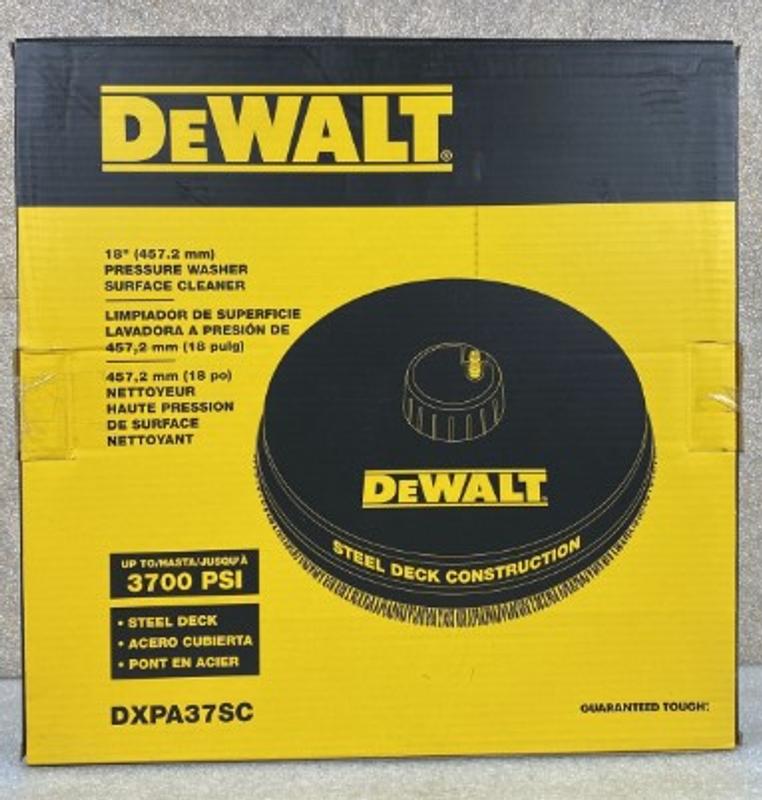 DEWALT®
18" (457.2 mm)
PRESSURE WASHER
SURFACE CLEANER
LIMPIADOR DE SUPERFICIE
LAVADORA A PRESIÓN DE
457,2 mm (18 pulg)
457,2 mm (18 po)
NETTOYEUR
HAUTE PRESSION
DE SURFACE
NETTOYANT
DEWALT
STEEL DECK CONSTRUCTION
UP TO/HASTA/JUSQU'À
3700 PSI
• STEEL DECK
• ACERO CUBIERTA
• PONT EN ACIER
DXPA37SC
GUARANTEED TOUGH.